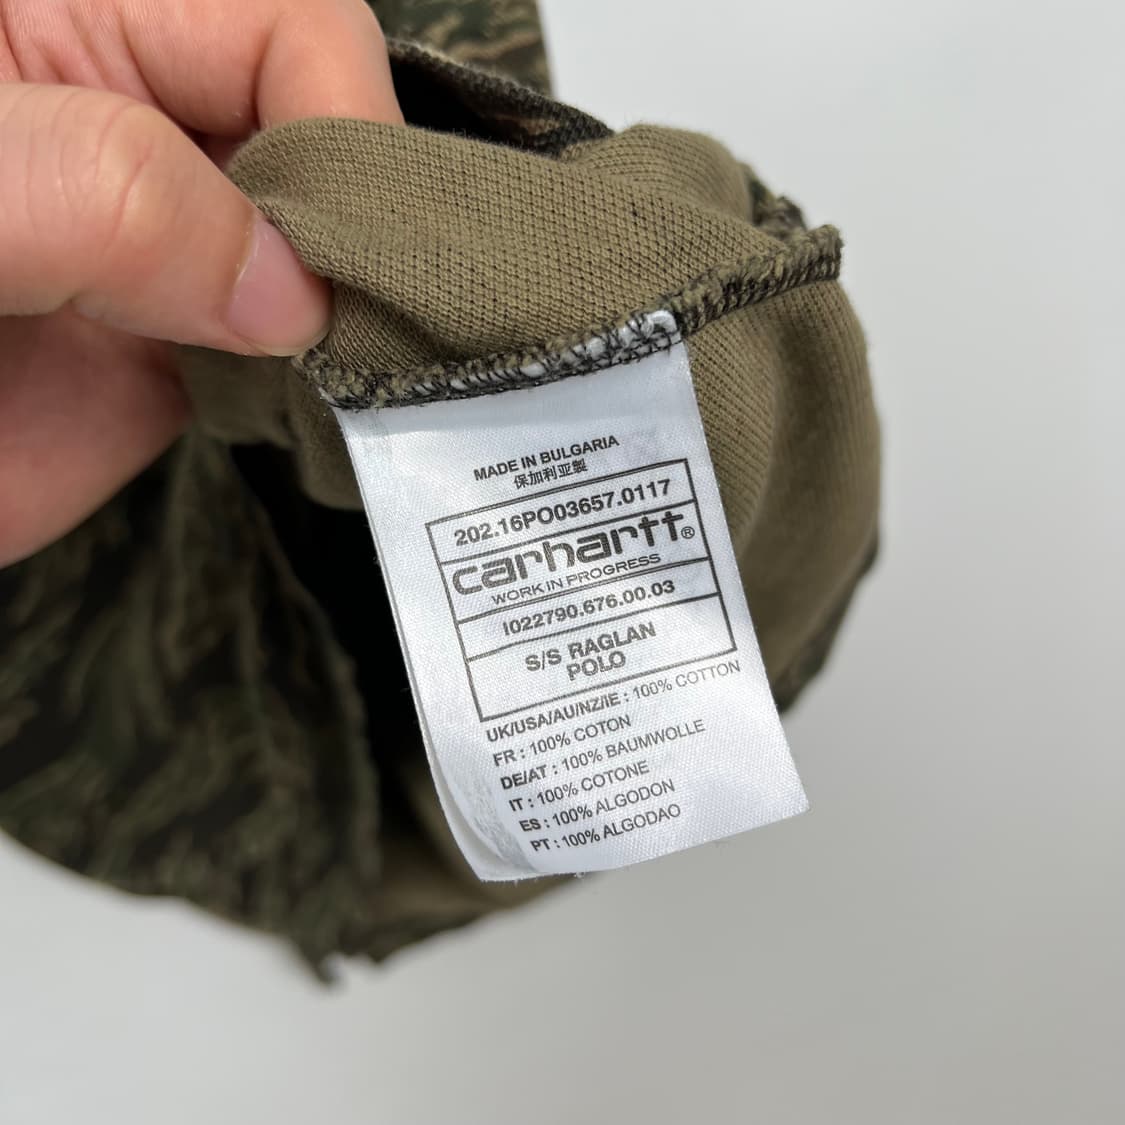 MADE IN BULGARIA
保加利亚製
202.16PO03657.0117
carhartt®
WORK IN PROGRESS
I022790.676.00.03
S/S RAGLAN
POLO
UK/USA/AU/NZ/IE : 100% COTTON
FR : 100% COTON
DE/AT : 100% BAUMWOLLE
IT : 100% COTONE
ES : 100% ALGODON
PT : 100% ALGODAO